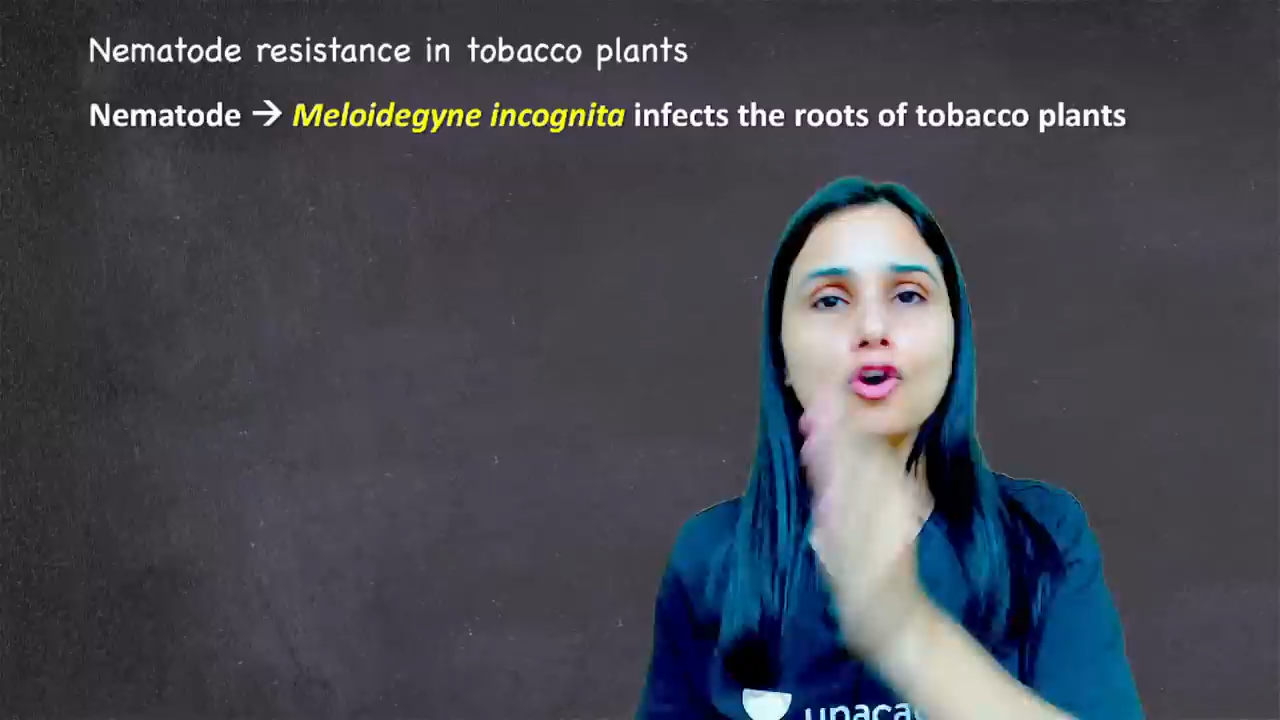 Nematode resistance in tobacco plants
Nematode → Meloidegyne incognita infects the roots of tobacco plants